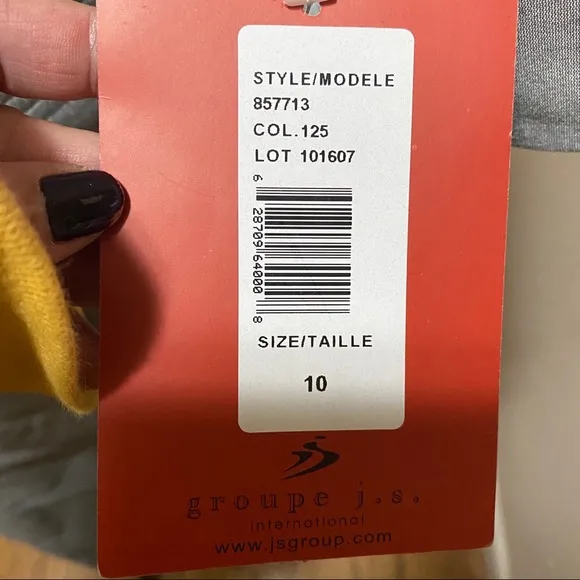 STYLE/MODELE
857713
COL.125
LOT 101607
6 28709 64000 8
SIZE/TAILLE
10
groupe j.s.
international
www.jsgroup.com